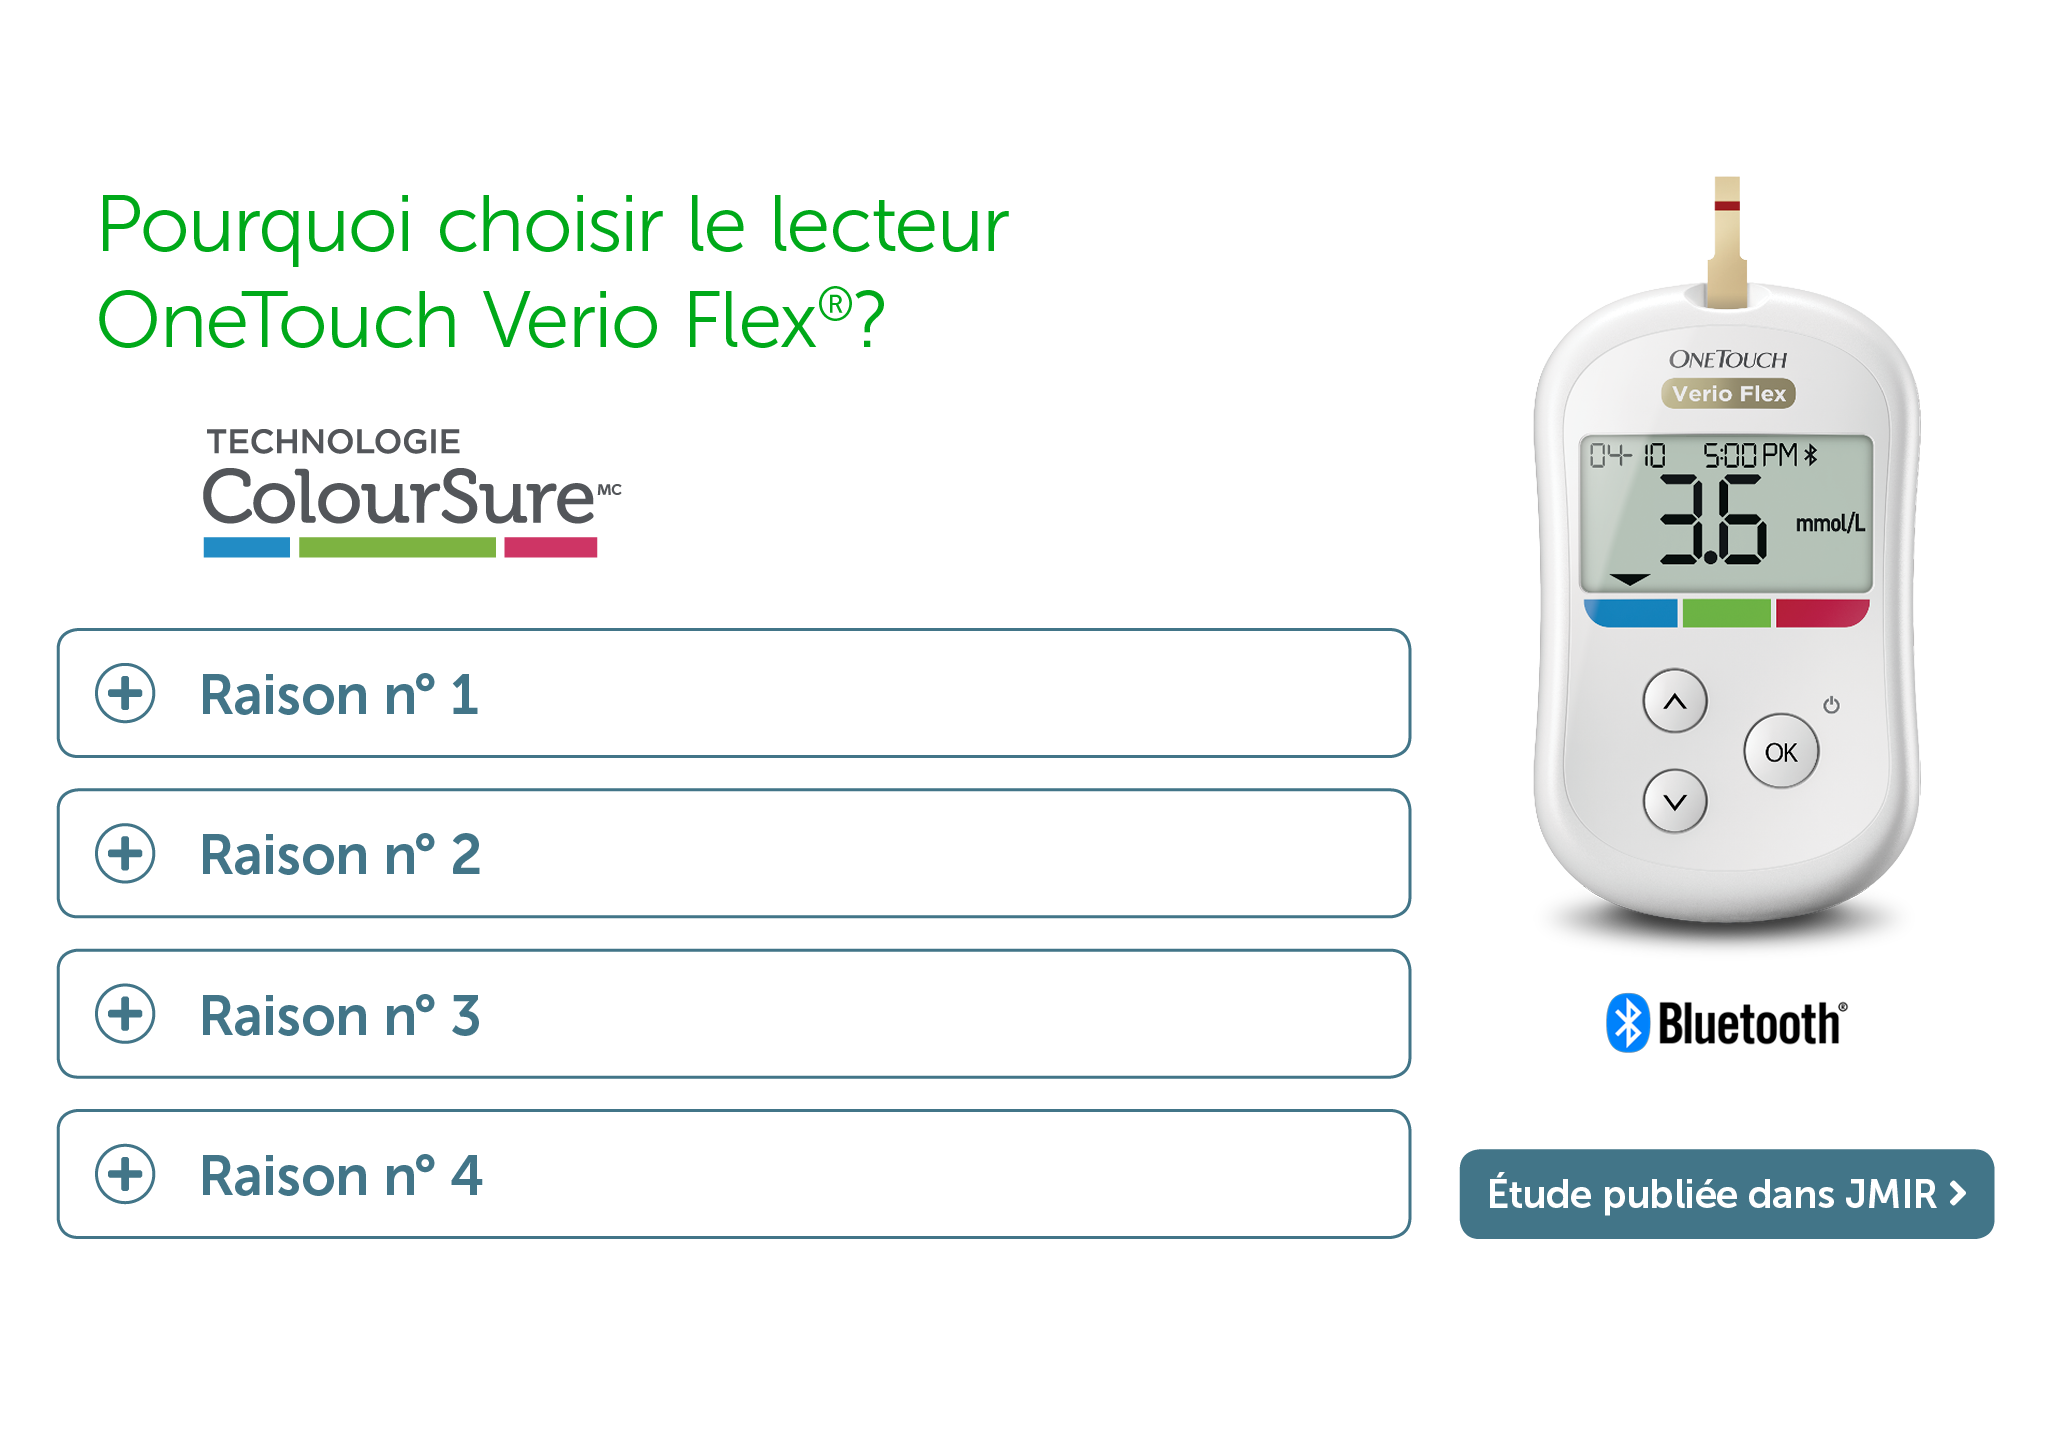 Pourquoi choisir le lecteur
OneTouch Verio Flex®?
TECHNOLOGIE
ColourSure MC
Raison n° 1
Raison n° 2
Raison n° 3
Raison n° 4
ONETOUCH
Verio Flex
04-10 5:00 PM
3.6 mmol/L
OK
Bluetooth®
Étude publiée dans JMIR >